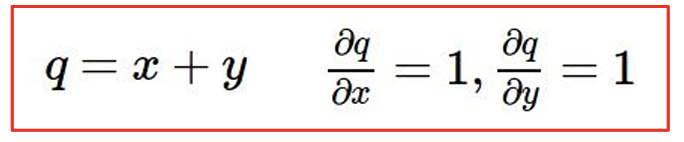 q = x + y    ∂q/∂x = 1, ∂q/∂y = 1